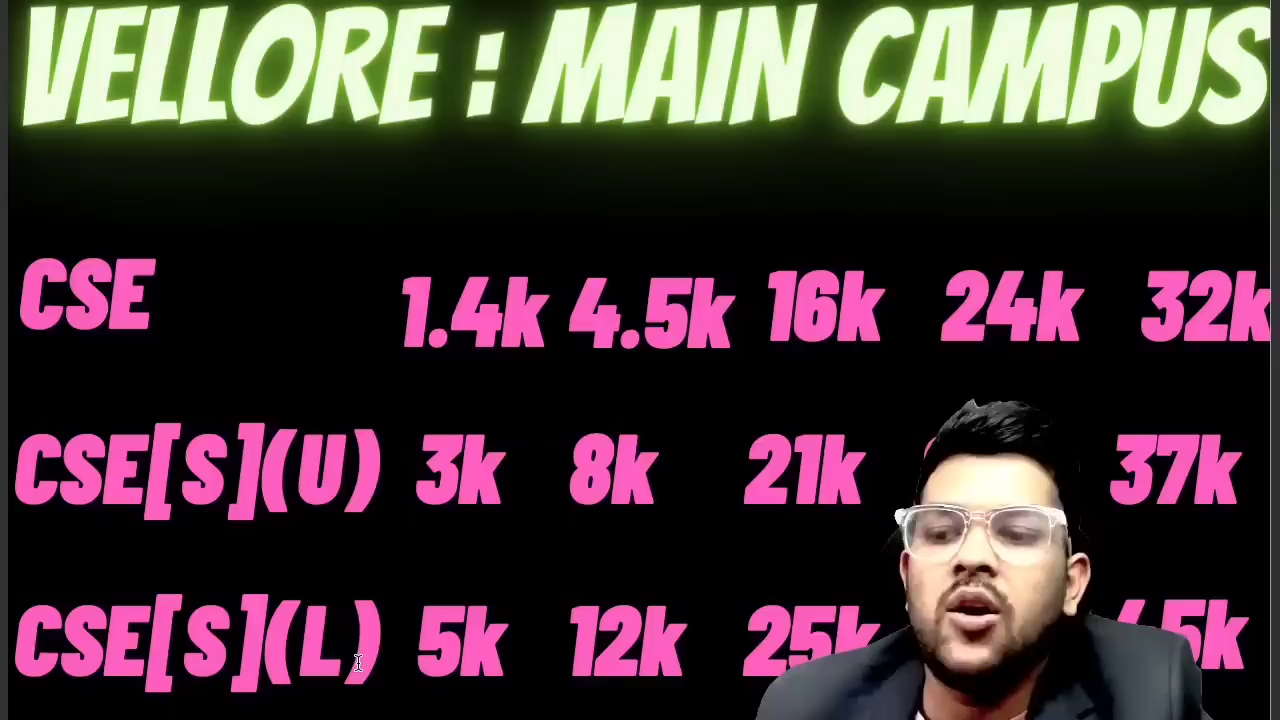 VELLORE : MAIN CAMPUS
CSE 1.4k 4.5k 16k 24k 32k
CSE[S](U) 3k 8k 21k 37k
CSE[S](L) 5k 12k 25k